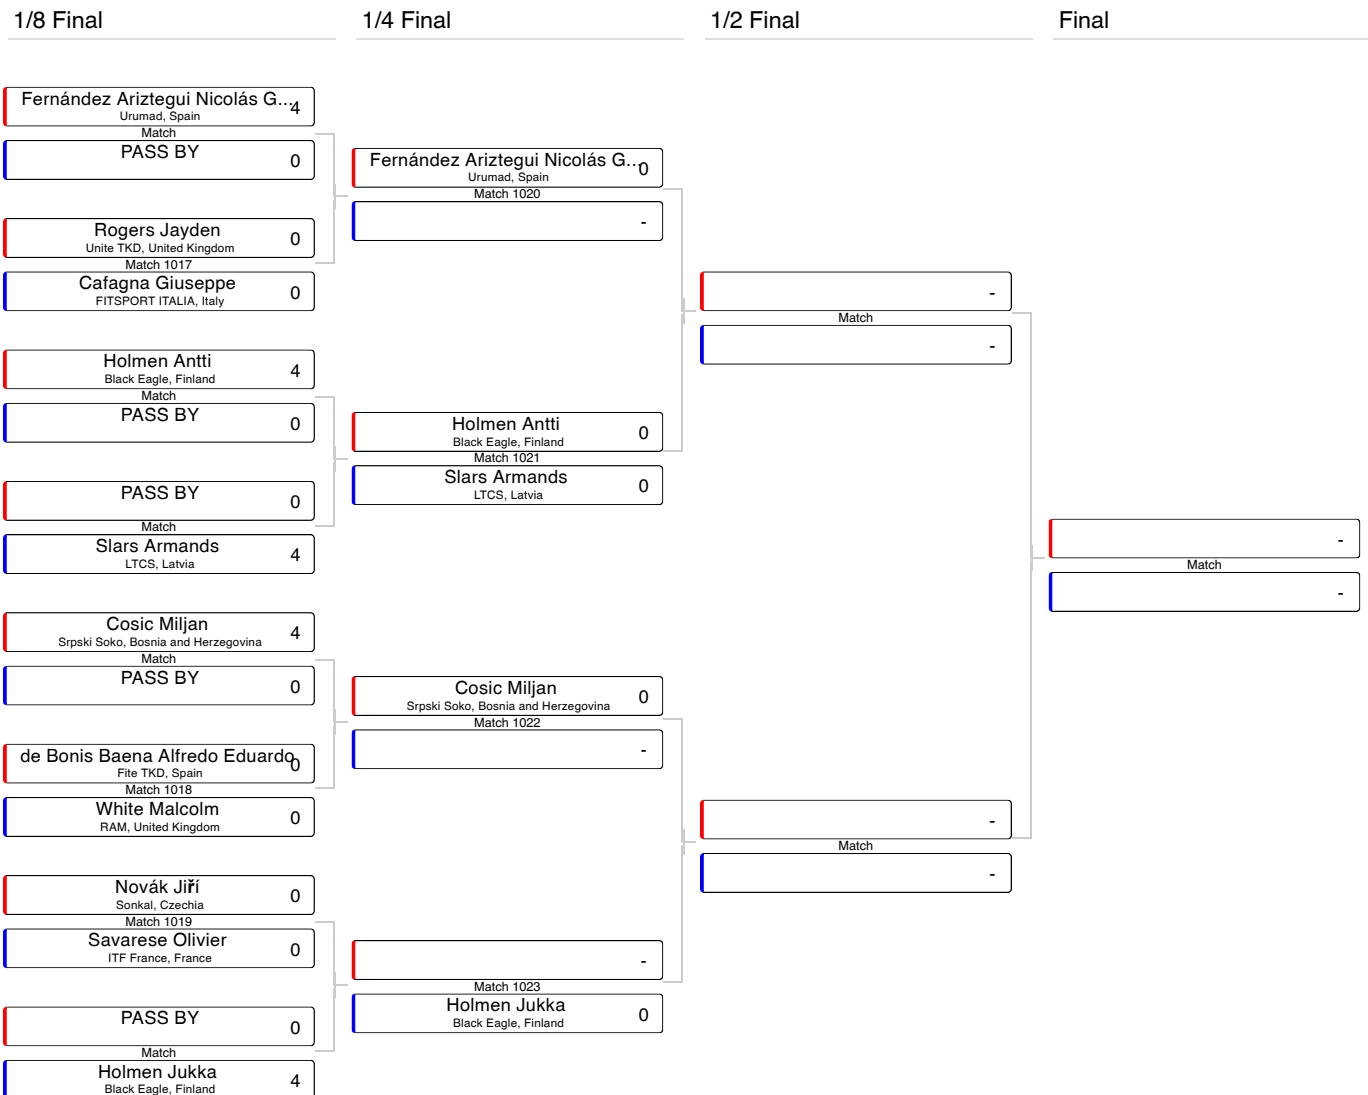 1/8 Final
1/4 Final
1/2 Final
Final
Fernández Ariztegui Nicolás G... 4
Urumad, Spain
Match
PASS BY 0
Rogers Jayden 0
Unite TKD, United Kingdom
Match 1017
Cafagna Giuseppe 0
FITSPORT ITALIA, Italy
Holmen Antti 4
Black Eagle, Finland
Match
PASS BY 0
PASS BY 0
Match
Slars Armands 4
LTCS, Latvia
Cosic Miljan 4
Srpski Soko, Bosnia and Herzegovina
Match
PASS BY 0
de Bonis Baena Alfredo Eduardo 0
Fite TKD, Spain
Match 1018
White Malcolm 0
RAM, United Kingdom
Novák Jiří 0
Sonkal, Czechia
Match 1019
Savarese Olivier 0
ITF France, France
PASS BY 0
Match
Holmen Jukka 4
Black Eagle, Finland
Fernández Ariztegui Nicolás G... 0
Urumad, Spain
Match 1020
-
Holmen Antti 0
Black Eagle, Finland
Match 1021
Slars Armands 0
LTCS, Latvia
Cosic Miljan 0
Srpski Soko, Bosnia and Herzegovina
Match 1022
-
-
Match 1023
Holmen Jukka 0
Black Eagle, Finland
-
Match
-
-
Match
-
-
Match
-